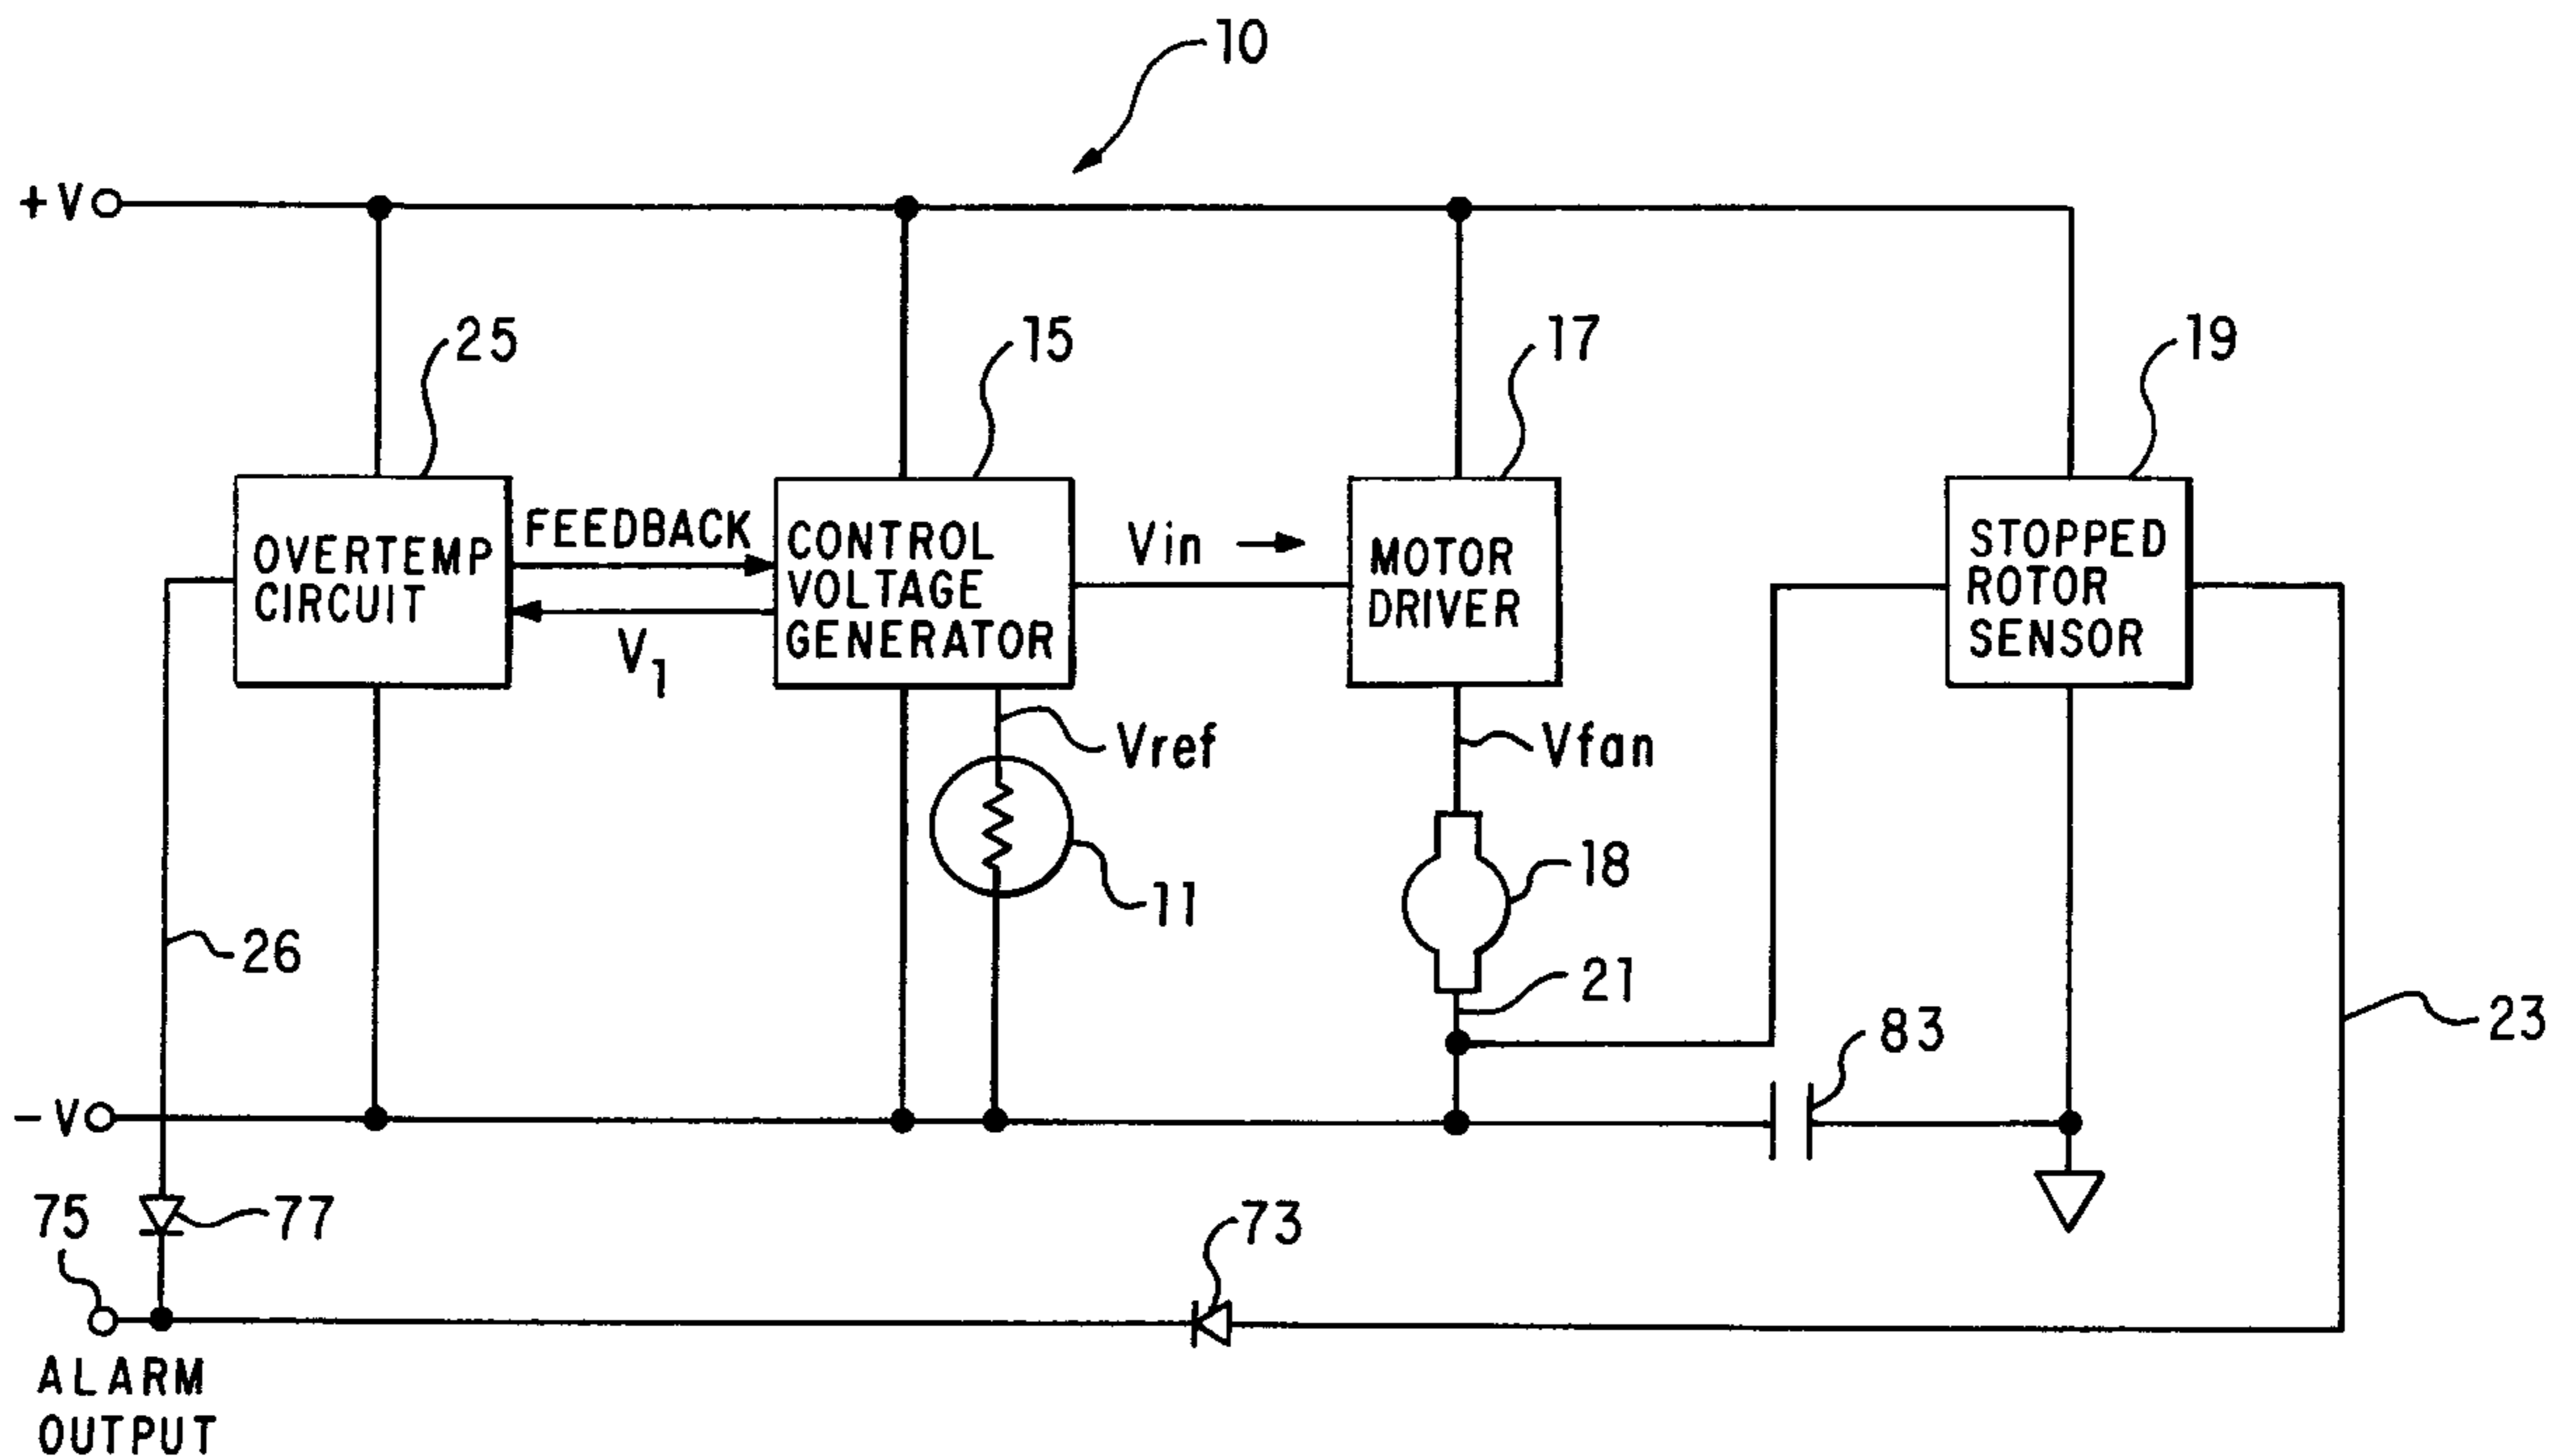 10
+V
25
15
17
19
OVERTEMP
CIRCUIT
FEEDBACK
V1
CONTROL
VOLTAGE
GENERATOR
Vin
MOTOR
DRIVER
STOPPED
ROTOR
SENSOR
Vref
Vfan
11
18
26
21
83
23
-V
75
77
73
ALARM
OUTPUT